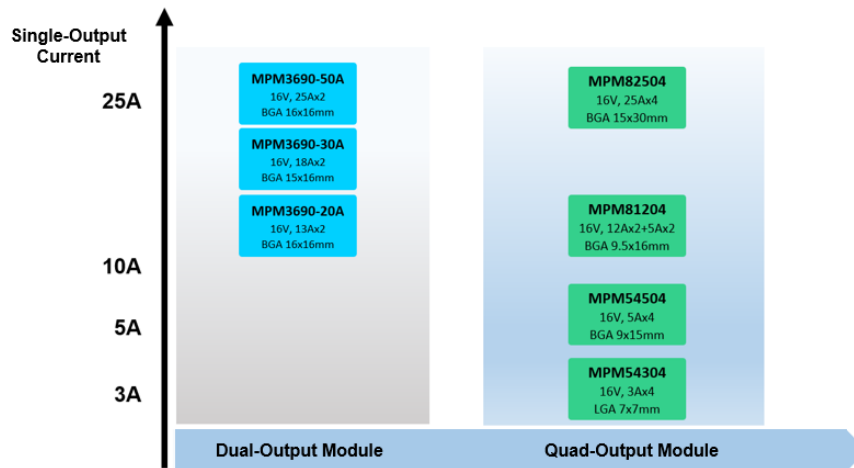 Single-Output
Current
25A
10A
5A
3A
MPM3690-50A
16V, 25Ax2
BGA 16x16mm
MPM3690-30A
16V, 18Ax2
BGA 15x16mm
MPM3690-20A
16V, 13Ax2
BGA 16x16mm
MPM82504
16V, 25Ax4
BGA 15x30mm
MPM81204
16V, 12Ax2+5Ax2
BGA 9.5x16mm
MPM54504
16V, 5Ax4
BGA 9x15mm
MPM54304
16V, 3Ax4
LGA 7x7mm
Dual-Output Module
Quad-Output Module